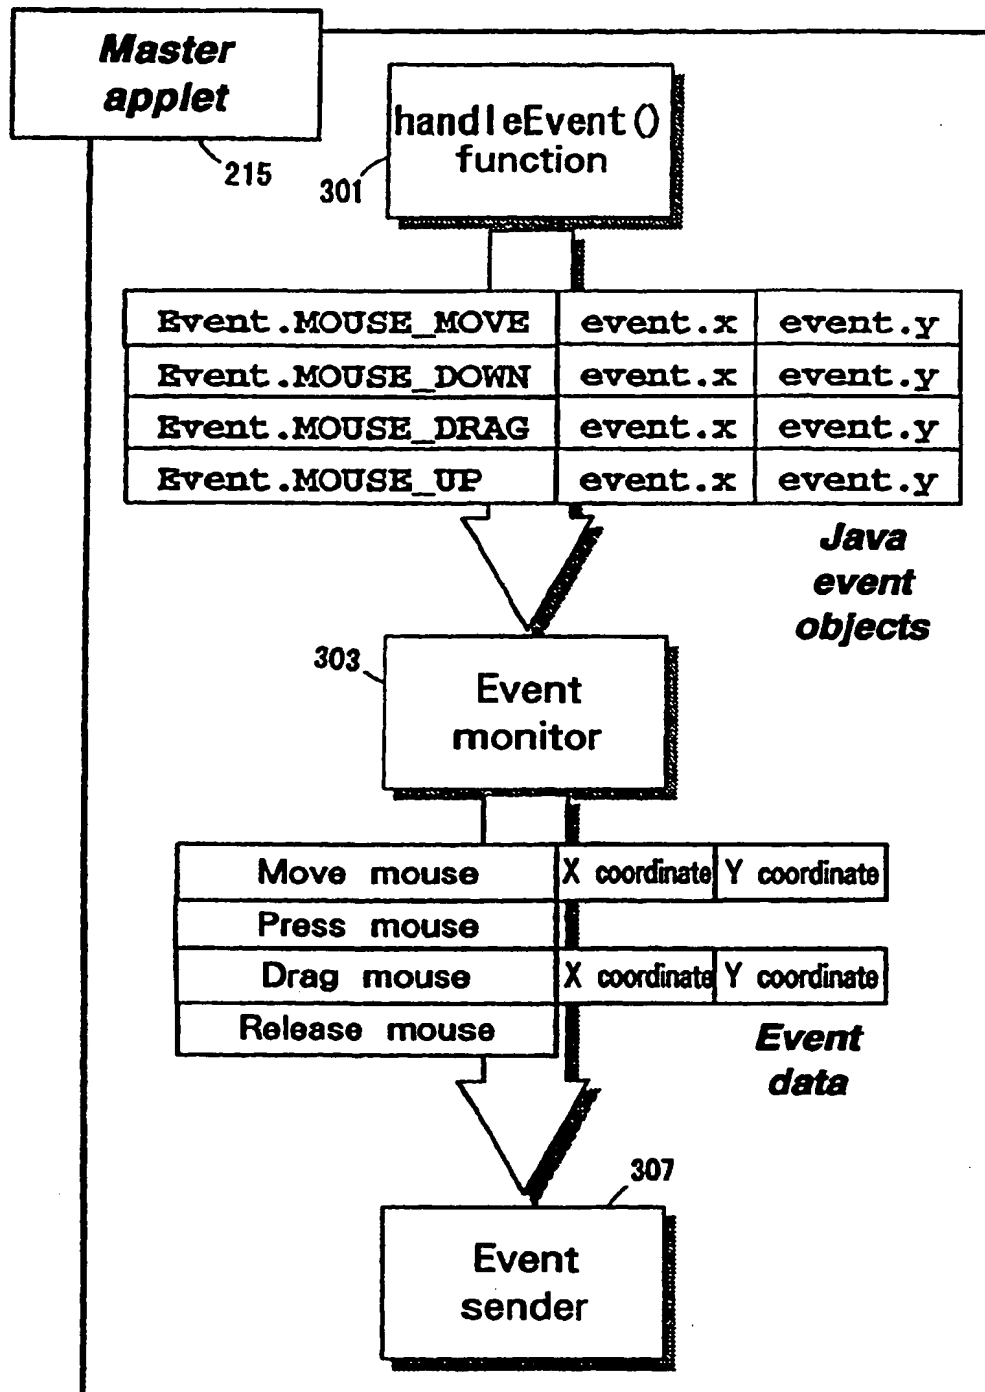 Master
applet
215
handleEvent()
function
301
Event.MOUSE_MOVE event.x event.y
Event.MOUSE_DOWN event.x event.y
Event.MOUSE_DRAG event.x event.y
Event.MOUSE_UP event.x event.y
Java
event
objects
303
Event
monitor
Move mouse X coordinate Y coordinate
Press mouse
Drag mouse X coordinate Y coordinate
Release mouse
Event
data
307
Event
sender